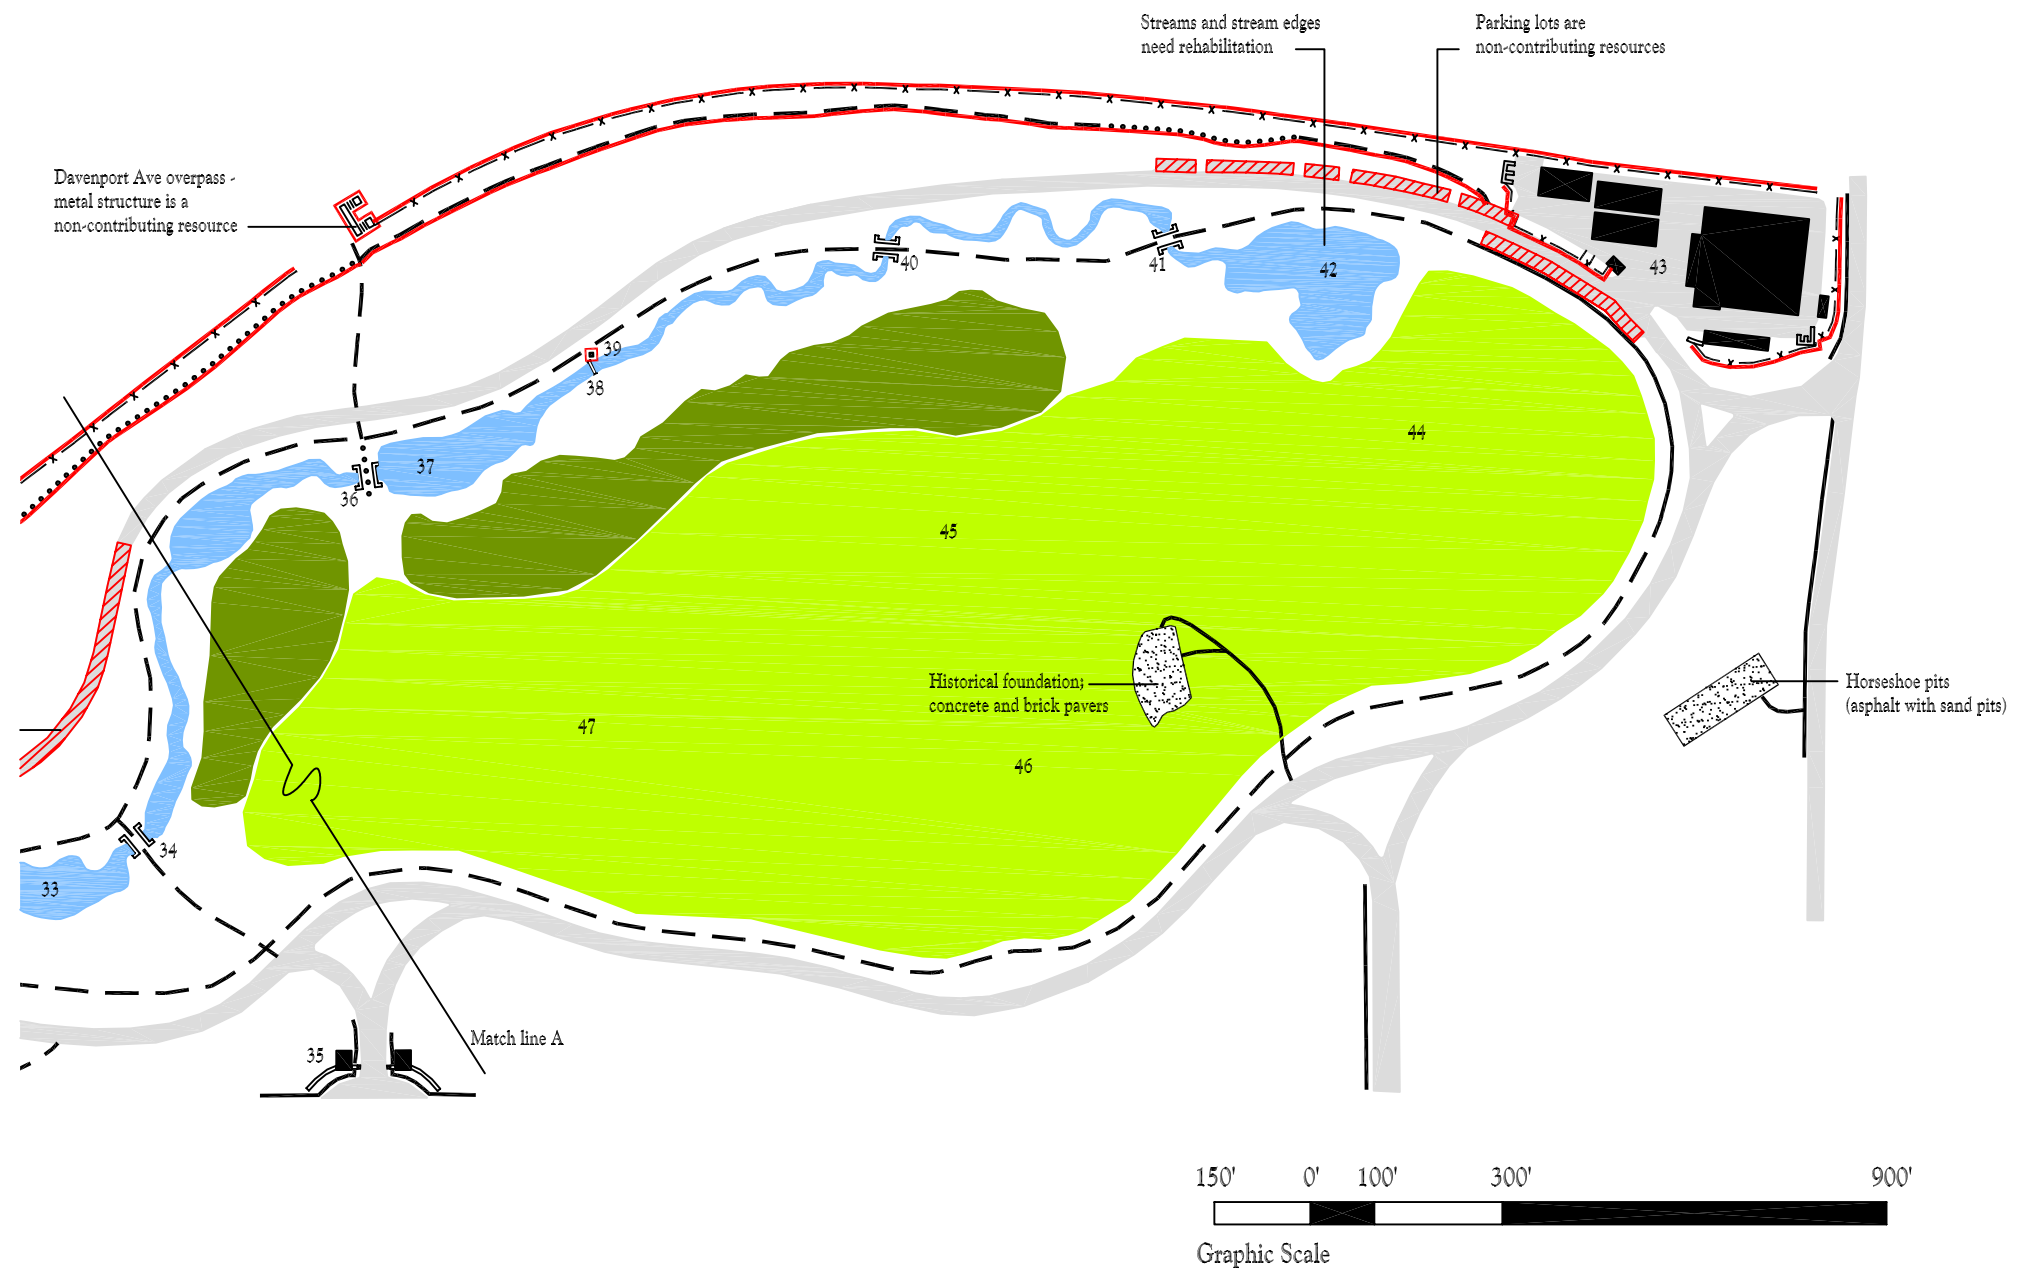 Streams and stream edges
need rehabilitation
Parking lots are
non-contributing resources
Davenport Ave overpass -
metal structure is a
non-contributing resource
40
41
42
43
39
38
37
36
44
45
Historical foundation;
concrete and brick pavers
Horseshoe pits
(asphalt with sand pits)
47
46
34
33
35
Match line A
150' 0' 100' 300' 900'
Graphic Scale